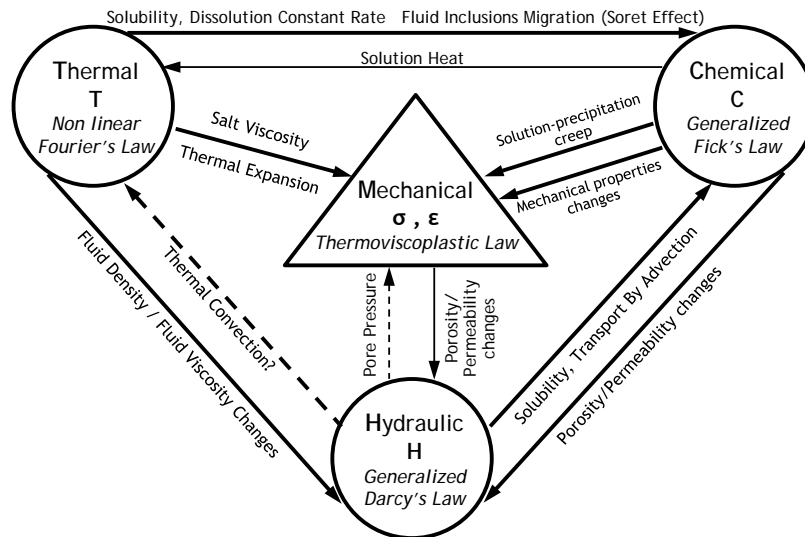 Solubility, Dissolution Constant Rate   Fluid Inclusions Migration (Soret Effect)
Solution Heat
Thermal
T
Non linear
Fourier's Law
Chemical
C
Generalized
Fick's Law
Salt Viscosity
Thermal Expansion
Solution-precipitation
creep
Mechanical properties
changes
Mechanical
σ , ε
Thermoviscoplastic Law
Fluid Density / Fluid Viscosity Changes
Thermal Convection?
Pore Pressure
Porosity/
Permeability
changes
Solubility, Transport By Advection
Porosity/Permeability changes
Hydraulic
H
Generalized
Darcy's Law